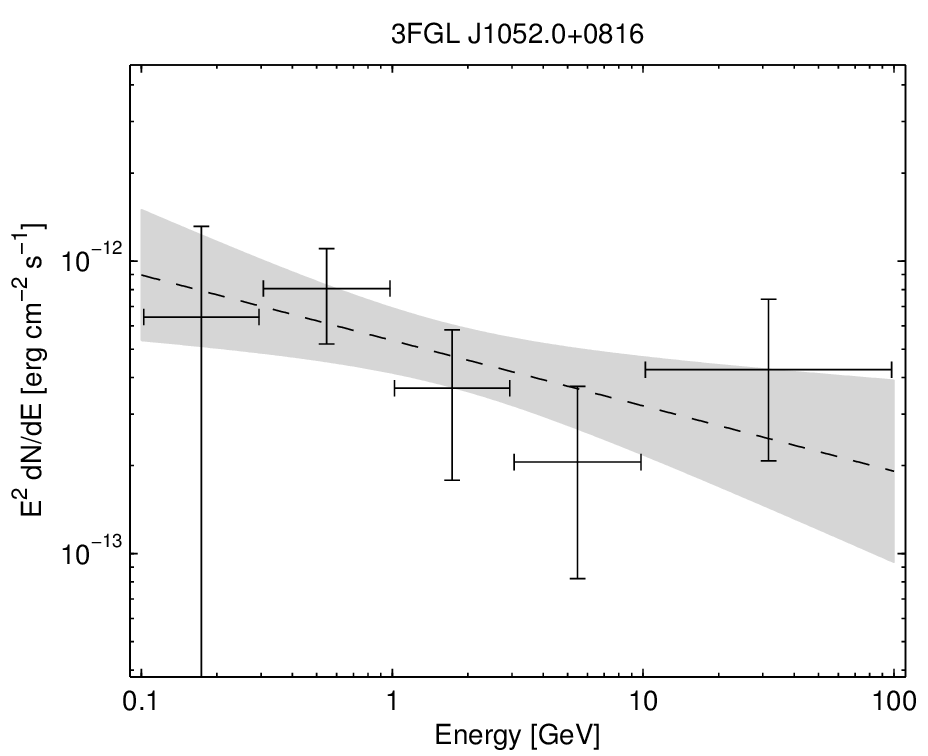 3FGL J1052.0+0816
E² dN/dE [erg cm⁻² s⁻¹]
10⁻¹²
10⁻¹³
0.1 1 10 100
Energy [GeV]